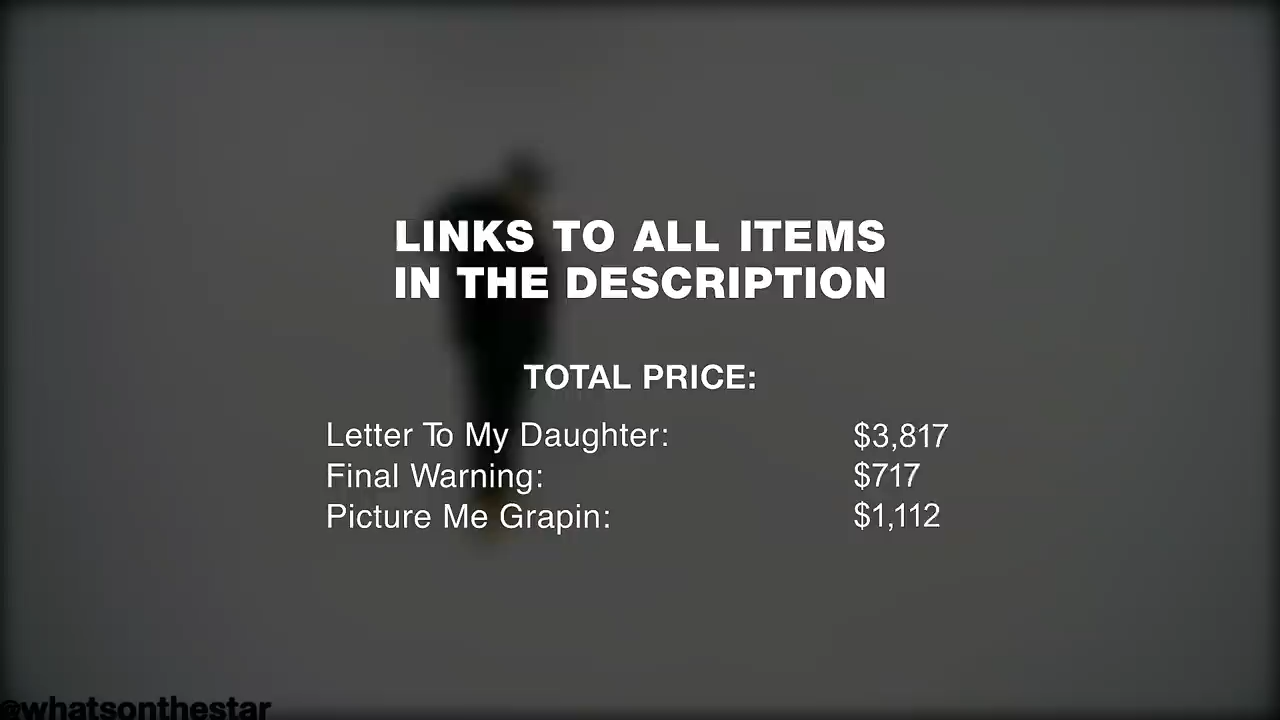 LINKS TO ALL ITEMS
IN THE DESCRIPTION
TOTAL PRICE:
Letter To My Daughter: $3,817
Final Warning: $717
Picture Me Grapin: $1,112
@whatsonthestar